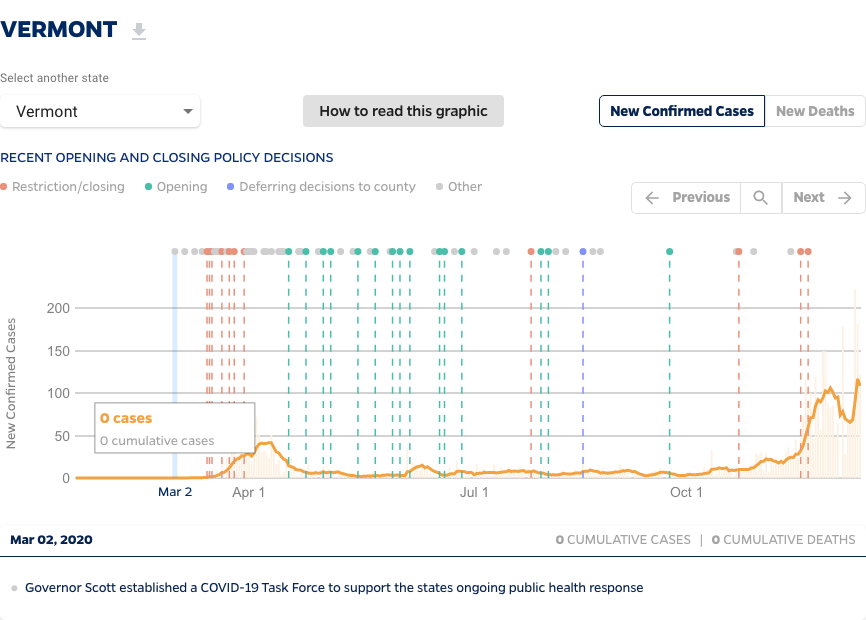 VERMONT
Select another state
Vermont
How to read this graphic
New Confirmed Cases
New Deaths
RECENT OPENING AND CLOSING POLICY DECISIONS
Restriction/closing
Opening
Deferring decisions to county
Other
Previous
Next
New Confirmed Cases
200
150
100
50
0
0 cases
0 cumulative cases
Mar 2
Apr 1
Jul 1
Oct 1
Mar 02, 2020
0 CUMULATIVE CASES | 0 CUMULATIVE DEATHS
Governor Scott established a COVID-19 Task Force to support the states ongoing public health response